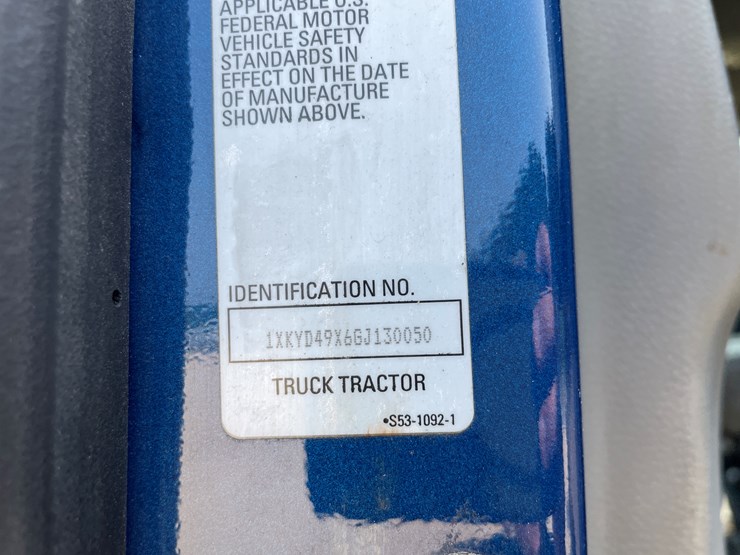 APPLICABLE U.S.
FEDERAL MOTOR
VEHICLE SAFETY
STANDARDS IN
EFFECT ON THE DATE
OF MANUFACTURE
SHOWN ABOVE.
IDENTIFICATION NO.
1XKYD49X6GJ130050
TRUCK TRACTOR
•S53-1092-1